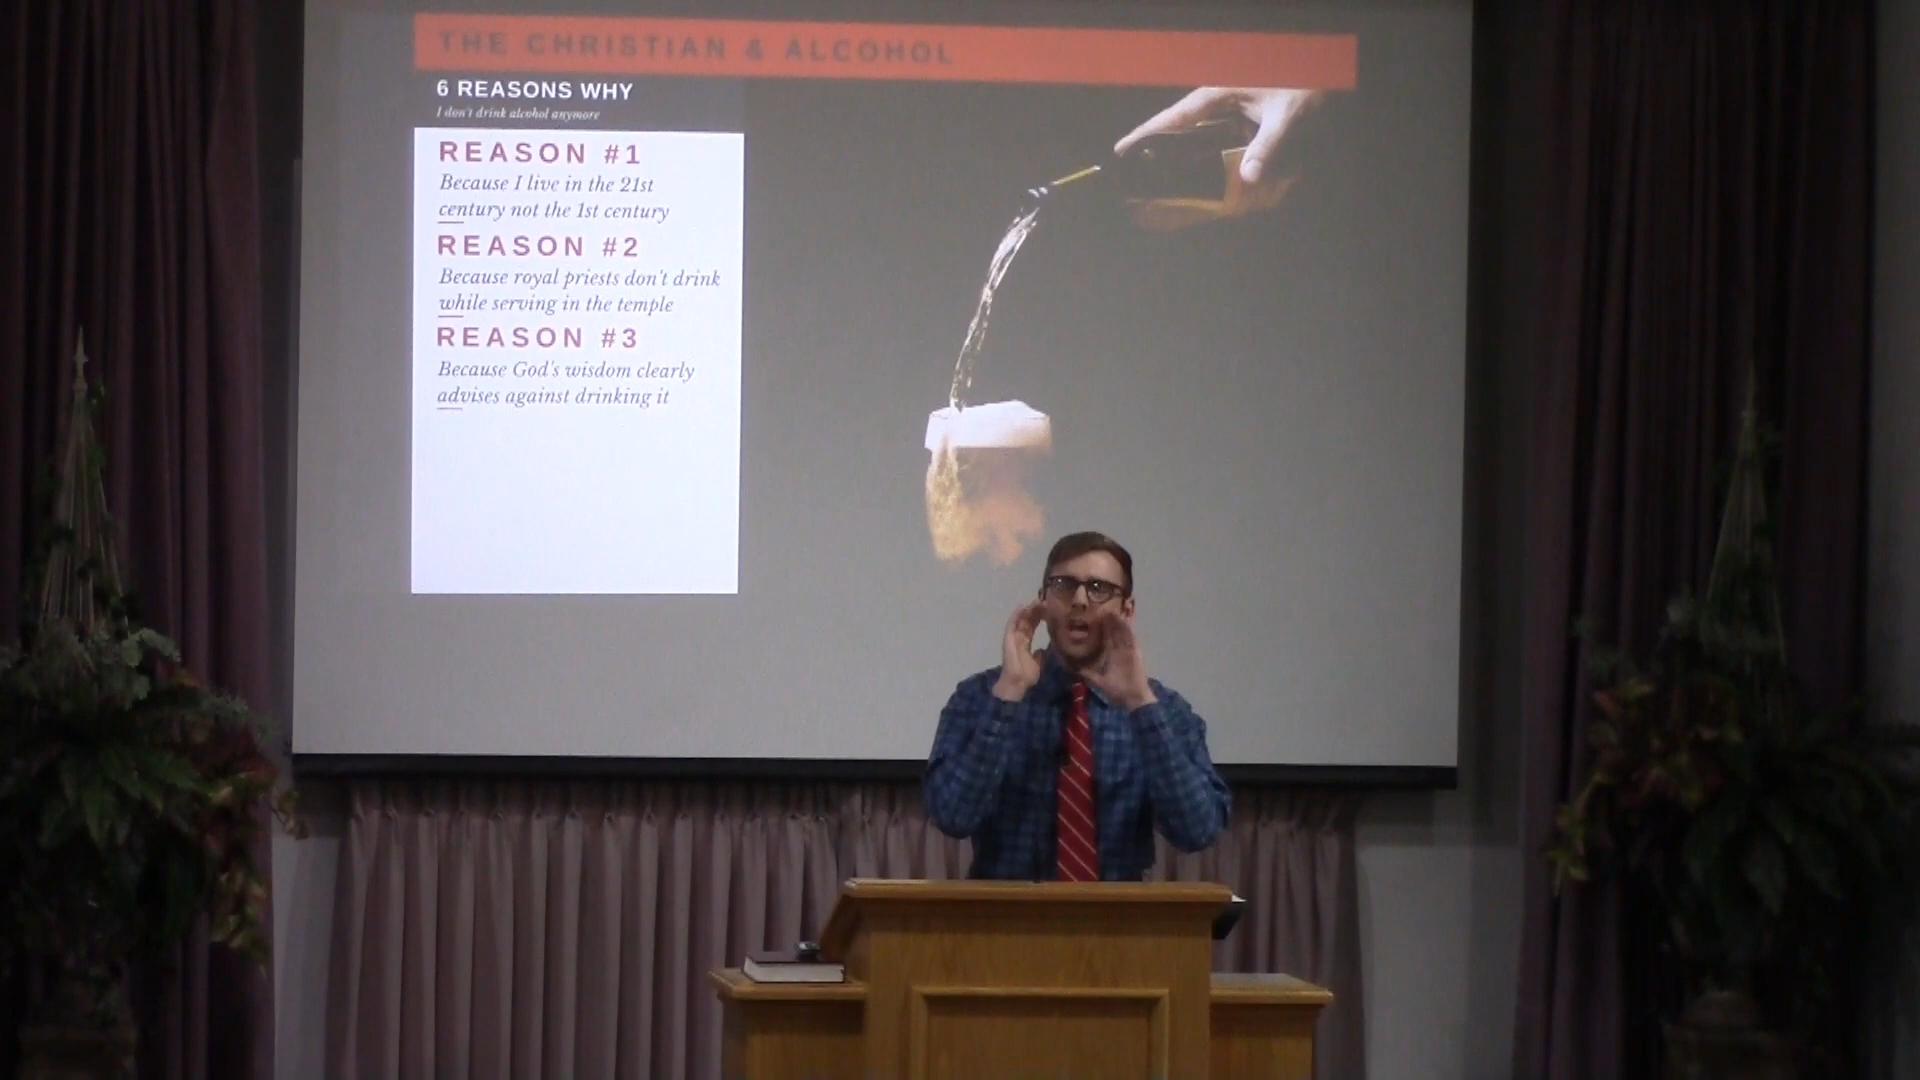 THE CHRISTIAN & ALCOHOL
6 REASONS WHY
I don't drink alcohol anymore
REASON #1
Because I live in the 21st
century not the 1st century
REASON #2
Because royal priests don't drink
while serving in the temple
REASON #3
Because God's wisdom clearly
advises against drinking it